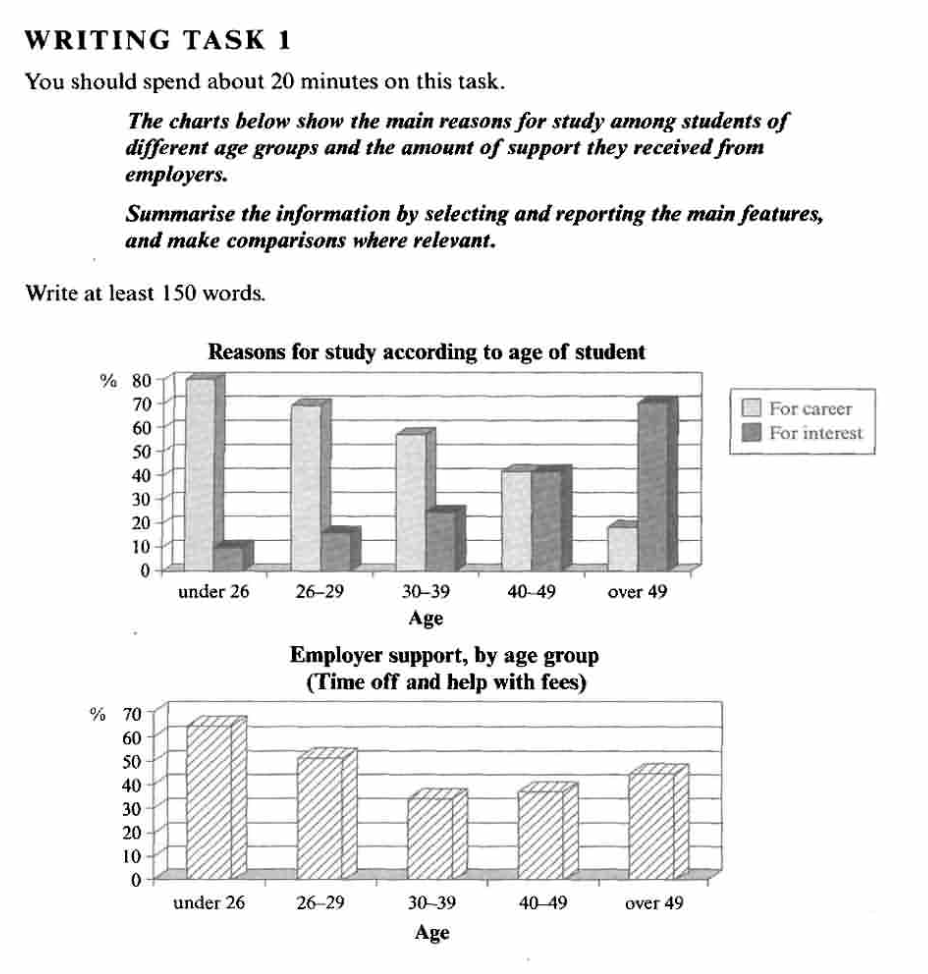 WRITING TASK 1
You should spend about 20 minutes on this task.
The charts below show the main reasons for study among students of
different age groups and the amount of support they received from
employers.
Summarise the information by selecting and reporting the main features,
and make comparisons where relevant.
Write at least 150 words.
Reasons for study according to age of student
% 80
70
60
50
40
30
20
10
0
For career
For interest
under 26 26–29 30–39 40–49 over 49
Age
Employer support, by age group
(Time off and help with fees)
% 70
60
50
40
30
20
10
0
under 26 26–29 30–39 40–49 over 49
Age